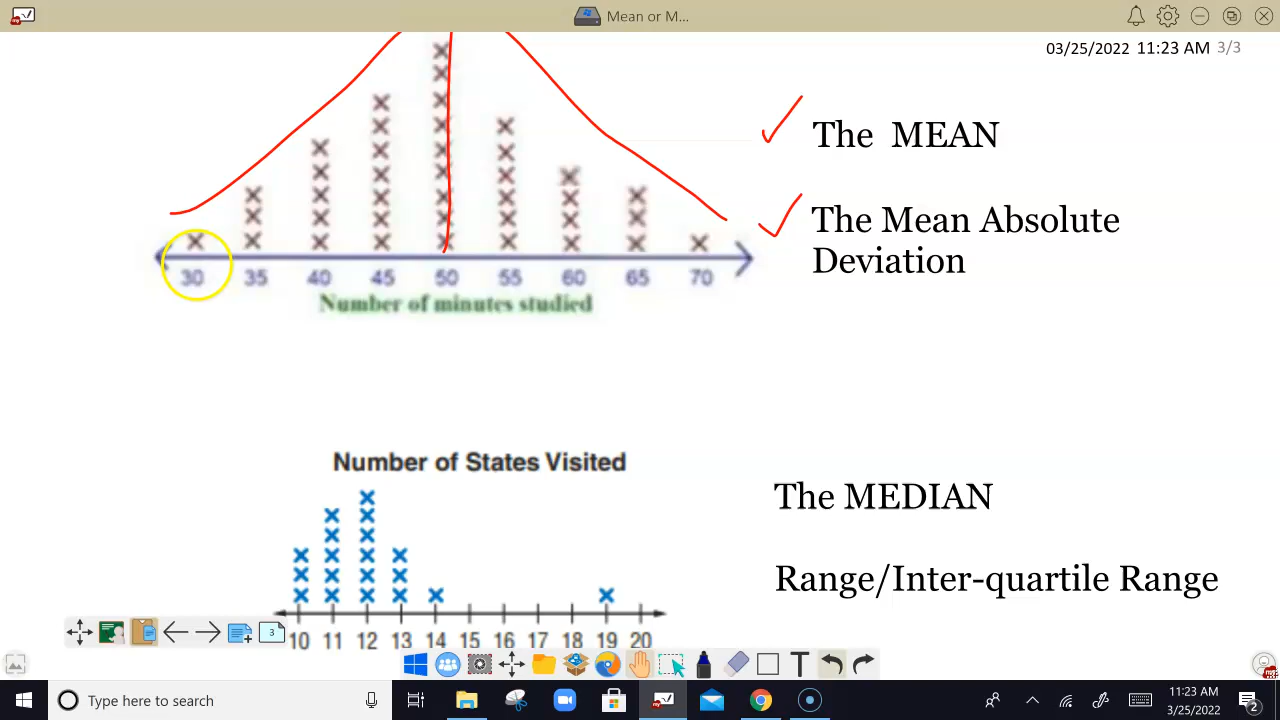 Mean or M...
03/25/2022 11:23 AM 3/3
The MEAN
The Mean Absolute
Deviation
30 35 40 45 50 55 60 65 70
Number of minutes studied
Number of States Visited
The MEDIAN
Range/Inter-quartile Range
10 11 12 13 14 15 16 17 18 19 20
3
T
Type here to search
11:23 AM
3/25/2022
2